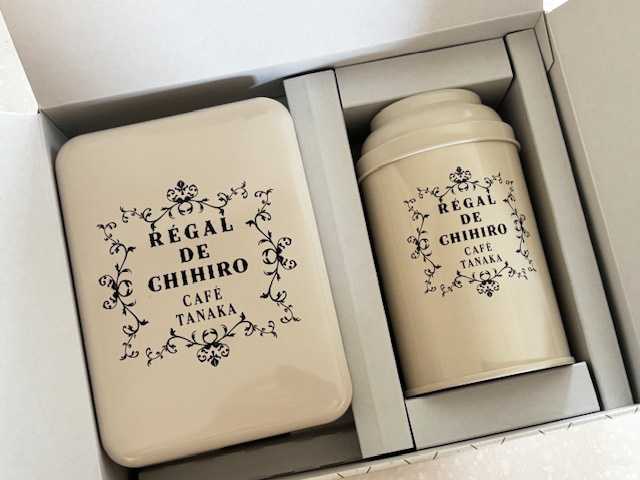 RÉGAL
DE
CHIHIRO
CAFÉ
TANAKA
RÉGAL
DE
CHIHIRO
CAFÉ
TANAKA